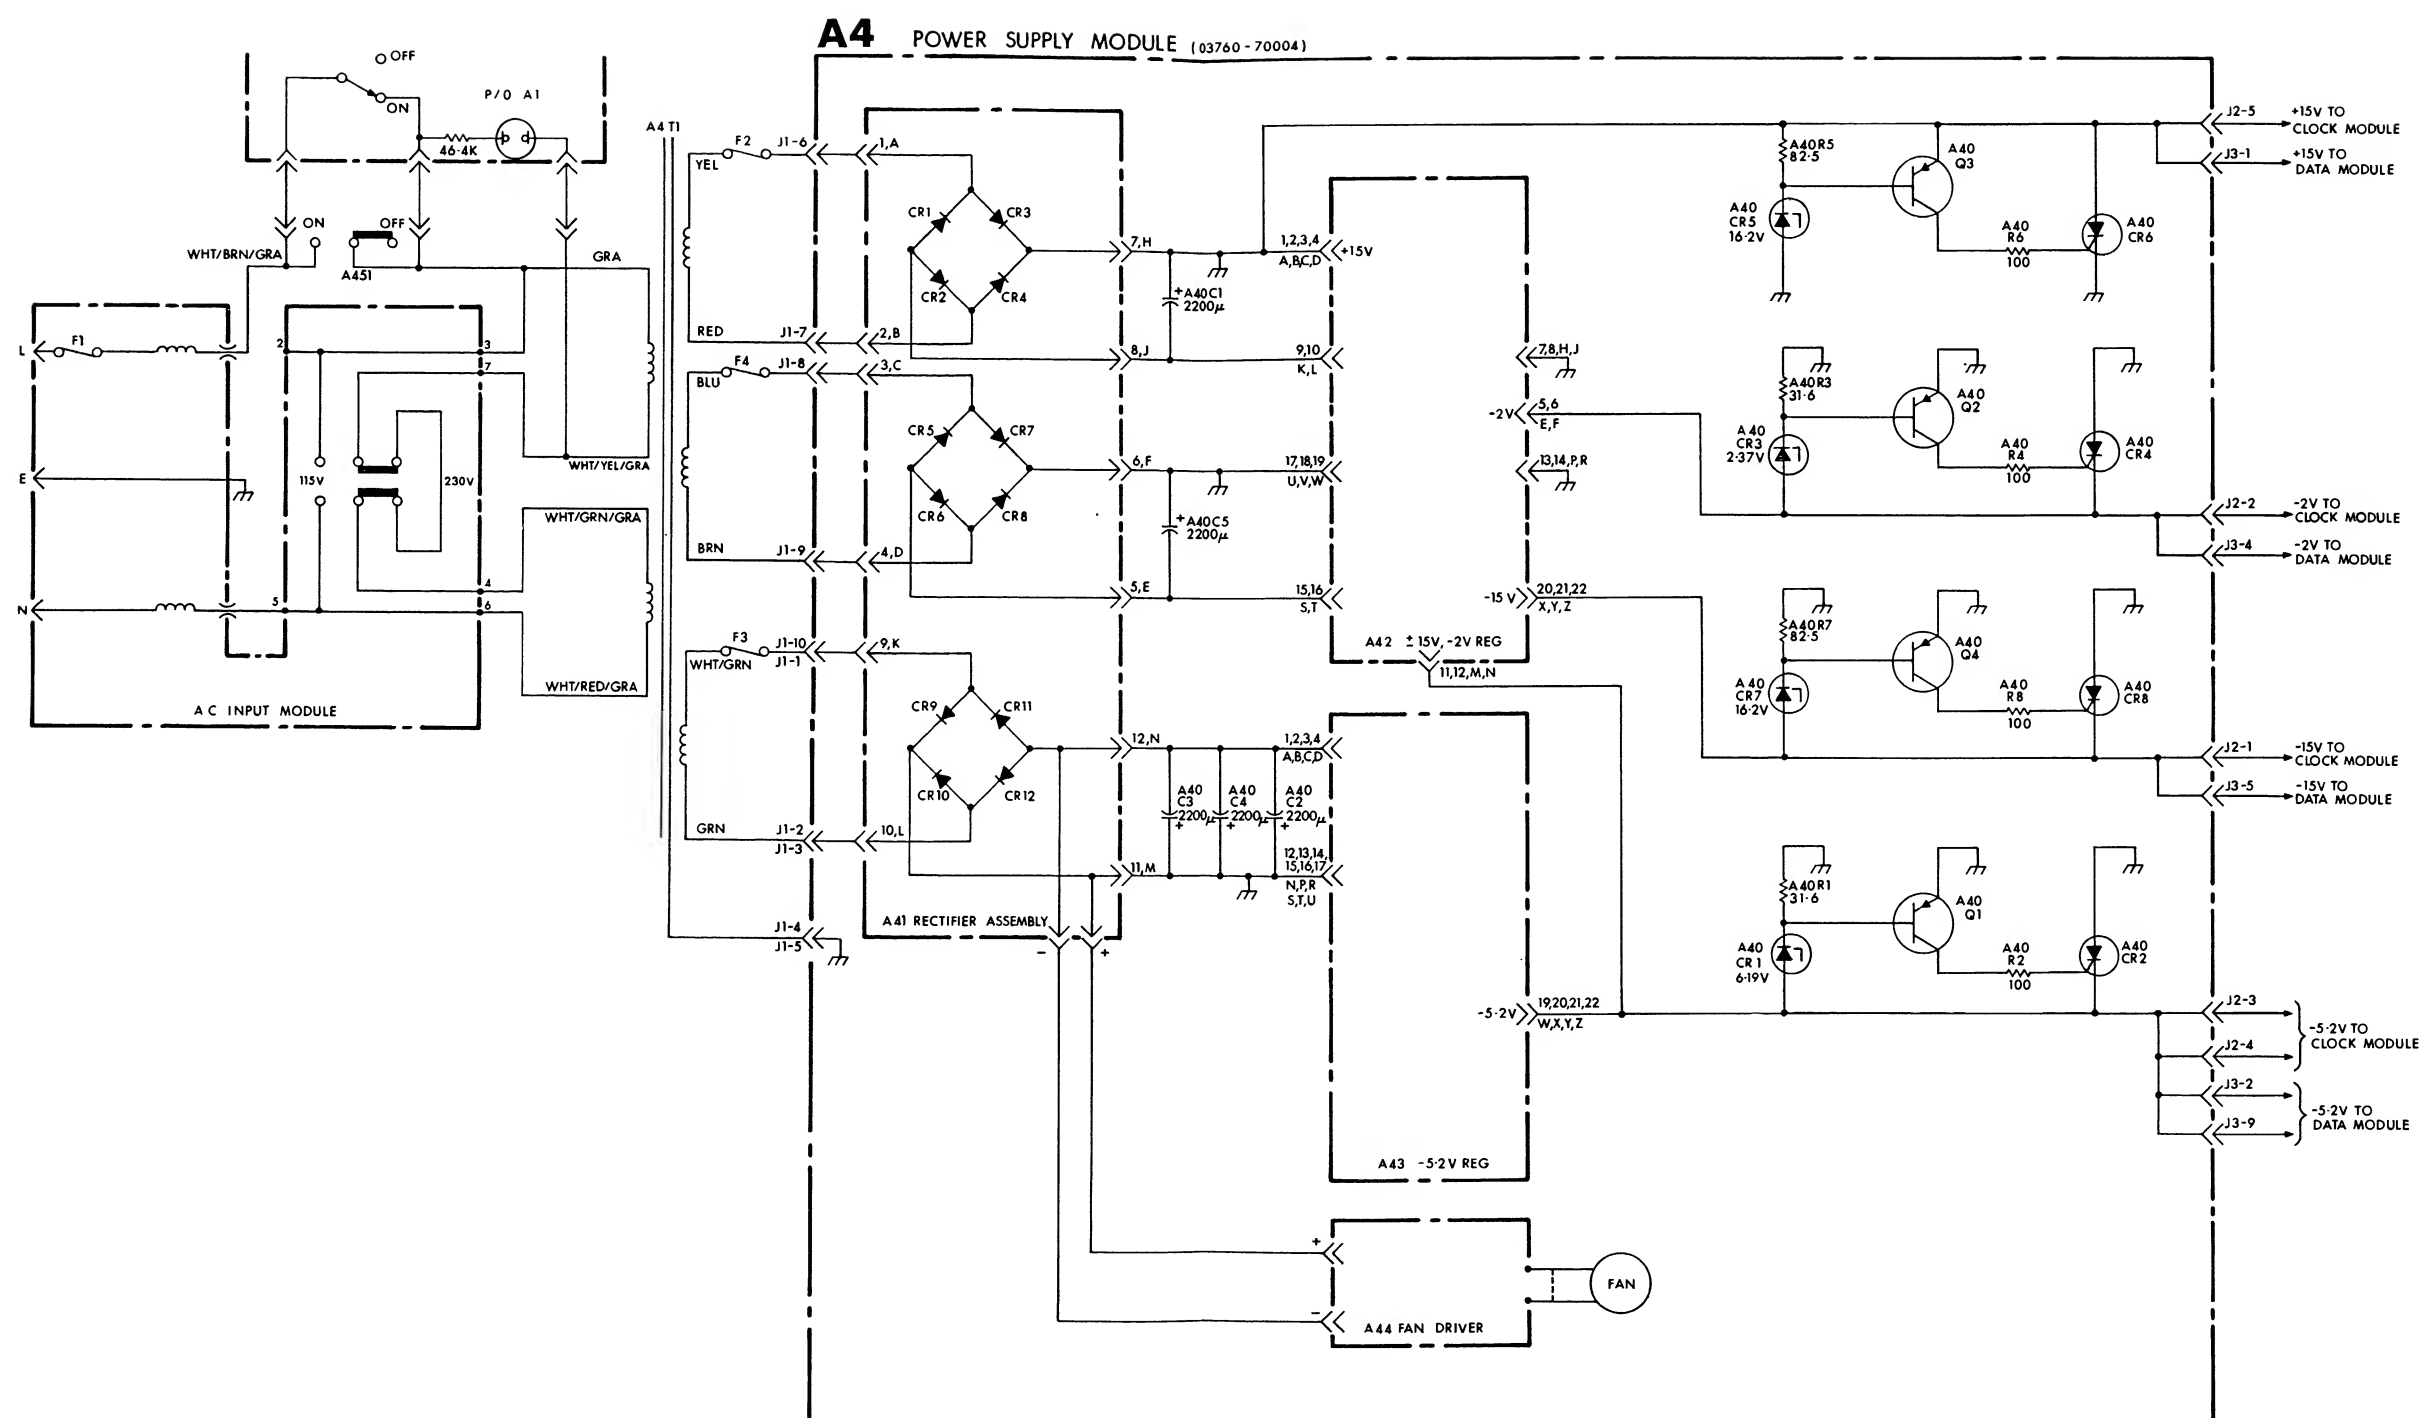 A4 POWER SUPPLY MODULE (03760-70004)
OFF
ON
P/O A1
46·4K
A4 T1
ON
OFF
WHT/BRN/GRA
A4S1
GRA
F1
L
2
3
7
E
115V
230V
WHT/YEL/GRA
WHT/GRN/GRA
4
N
5
6
WHT/RED/GRA
AC INPUT MODULE
YEL
F2
J1-6
1,A
CR1
CR3
CR2
CR4
RED
J1-7
2,B
7,H
8,J
A40C1
2200µ
+
BLU
F4
J1-8
3,C
CR5
CR7
CR6
CR8
BRN
J1-9
4,D
6,F
5,E
A40C5
2200µ
+
F3
WHT/GRN
J1-10
J1-1
9,K
CR9
CR11
CR10
CR12
GRN
J1-2
J1-3
10,L
12,N
11,M
J1-4
J1-5
A41 RECTIFIER ASSEMBLY
-
+
A40
C3
2200µ
+
A40
C4
2200µ
+
A40
C2
2200µ
+
1,2,3,4
A,B,C,D
+15V
9,10
K,L
17,18,19
U,V,W
15,16
S,T
7,8,H,J
-2V
5,6
E,F
13,14,P,R
-15 V
20,21,22
X,Y,Z
A42 ±15V, -2V REG
11,12,M,N
1,2,3,4
A,B,C,D
12,13,14,
15,16,17
N,P,R
S,T,U
-5·2V
19,20,21,22
W,X,Y,Z
A43 -5·2V REG
+
-
A44 FAN DRIVER
FAN
A40R5
82·5
A40
Q3
A40
CR5
16·2V
A40
R6
100
A40
CR6
J2-5
+15V TO
CLOCK MODULE
J3-1
+15V TO
DATA MODULE
A40R3
31·6
A40
Q2
A40
CR3
2·37V
A40
R4
100
A40
CR4
J2-2
-2V TO
CLOCK MODULE
J3-4
-2V TO
DATA MODULE
A40R7
82·5
A40
Q4
A40
CR7
16·2V
A40
R8
100
A40
CR8
J2-1
-15V TO
CLOCK MODULE
J3-5
-15V TO
DATA MODULE
A40R1
31·6
A40
Q1
A40
CR1
6·19V
A40
R2
100
A40
CR2
J2-3
J2-4
-5·2V TO
CLOCK MODULE
J3-2
J3-9
-5·2V TO
DATA MODULE